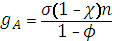 g_A = σ(1 − χ)n / (1 − ϕ)